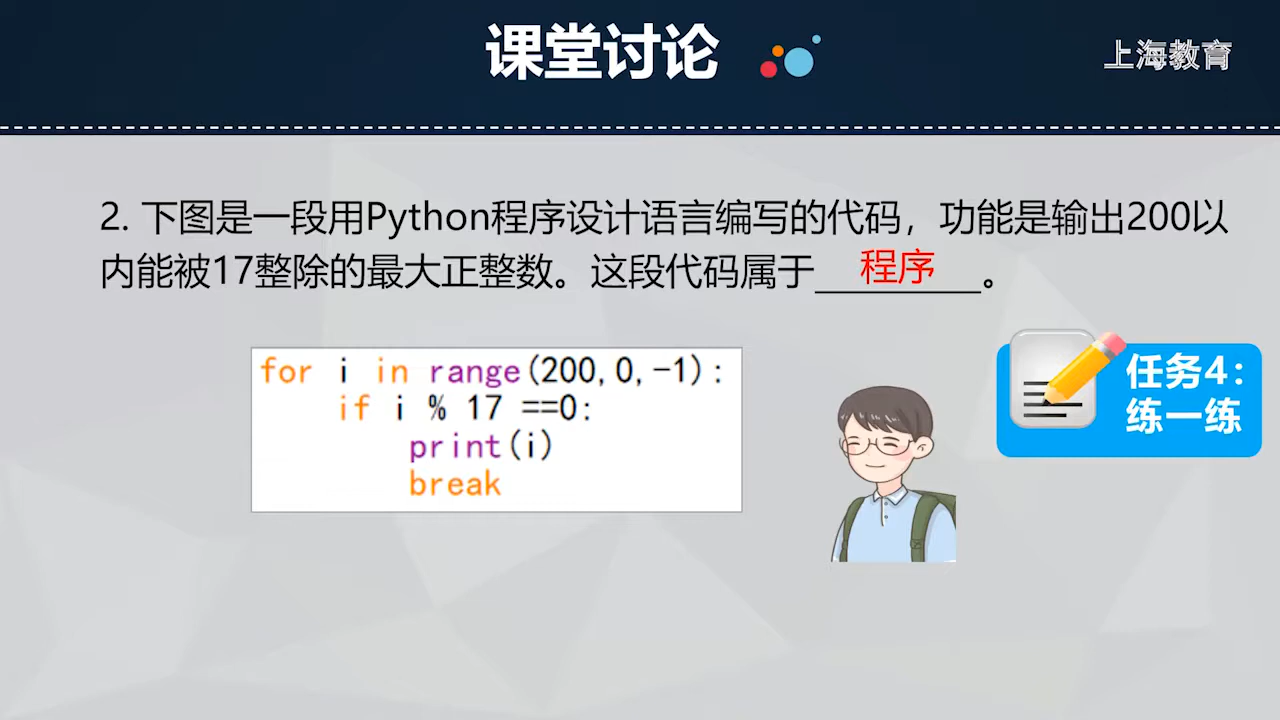 课堂讨论
上海教育
2. 下图是一段用Python程序设计语言编写的代码，功能是输出200以
内能被17整除的最大正整数。这段代码属于程序。
for i in range(200,0,-1):
if i % 17 ==0:
print(i)
break
任务4：
练一练